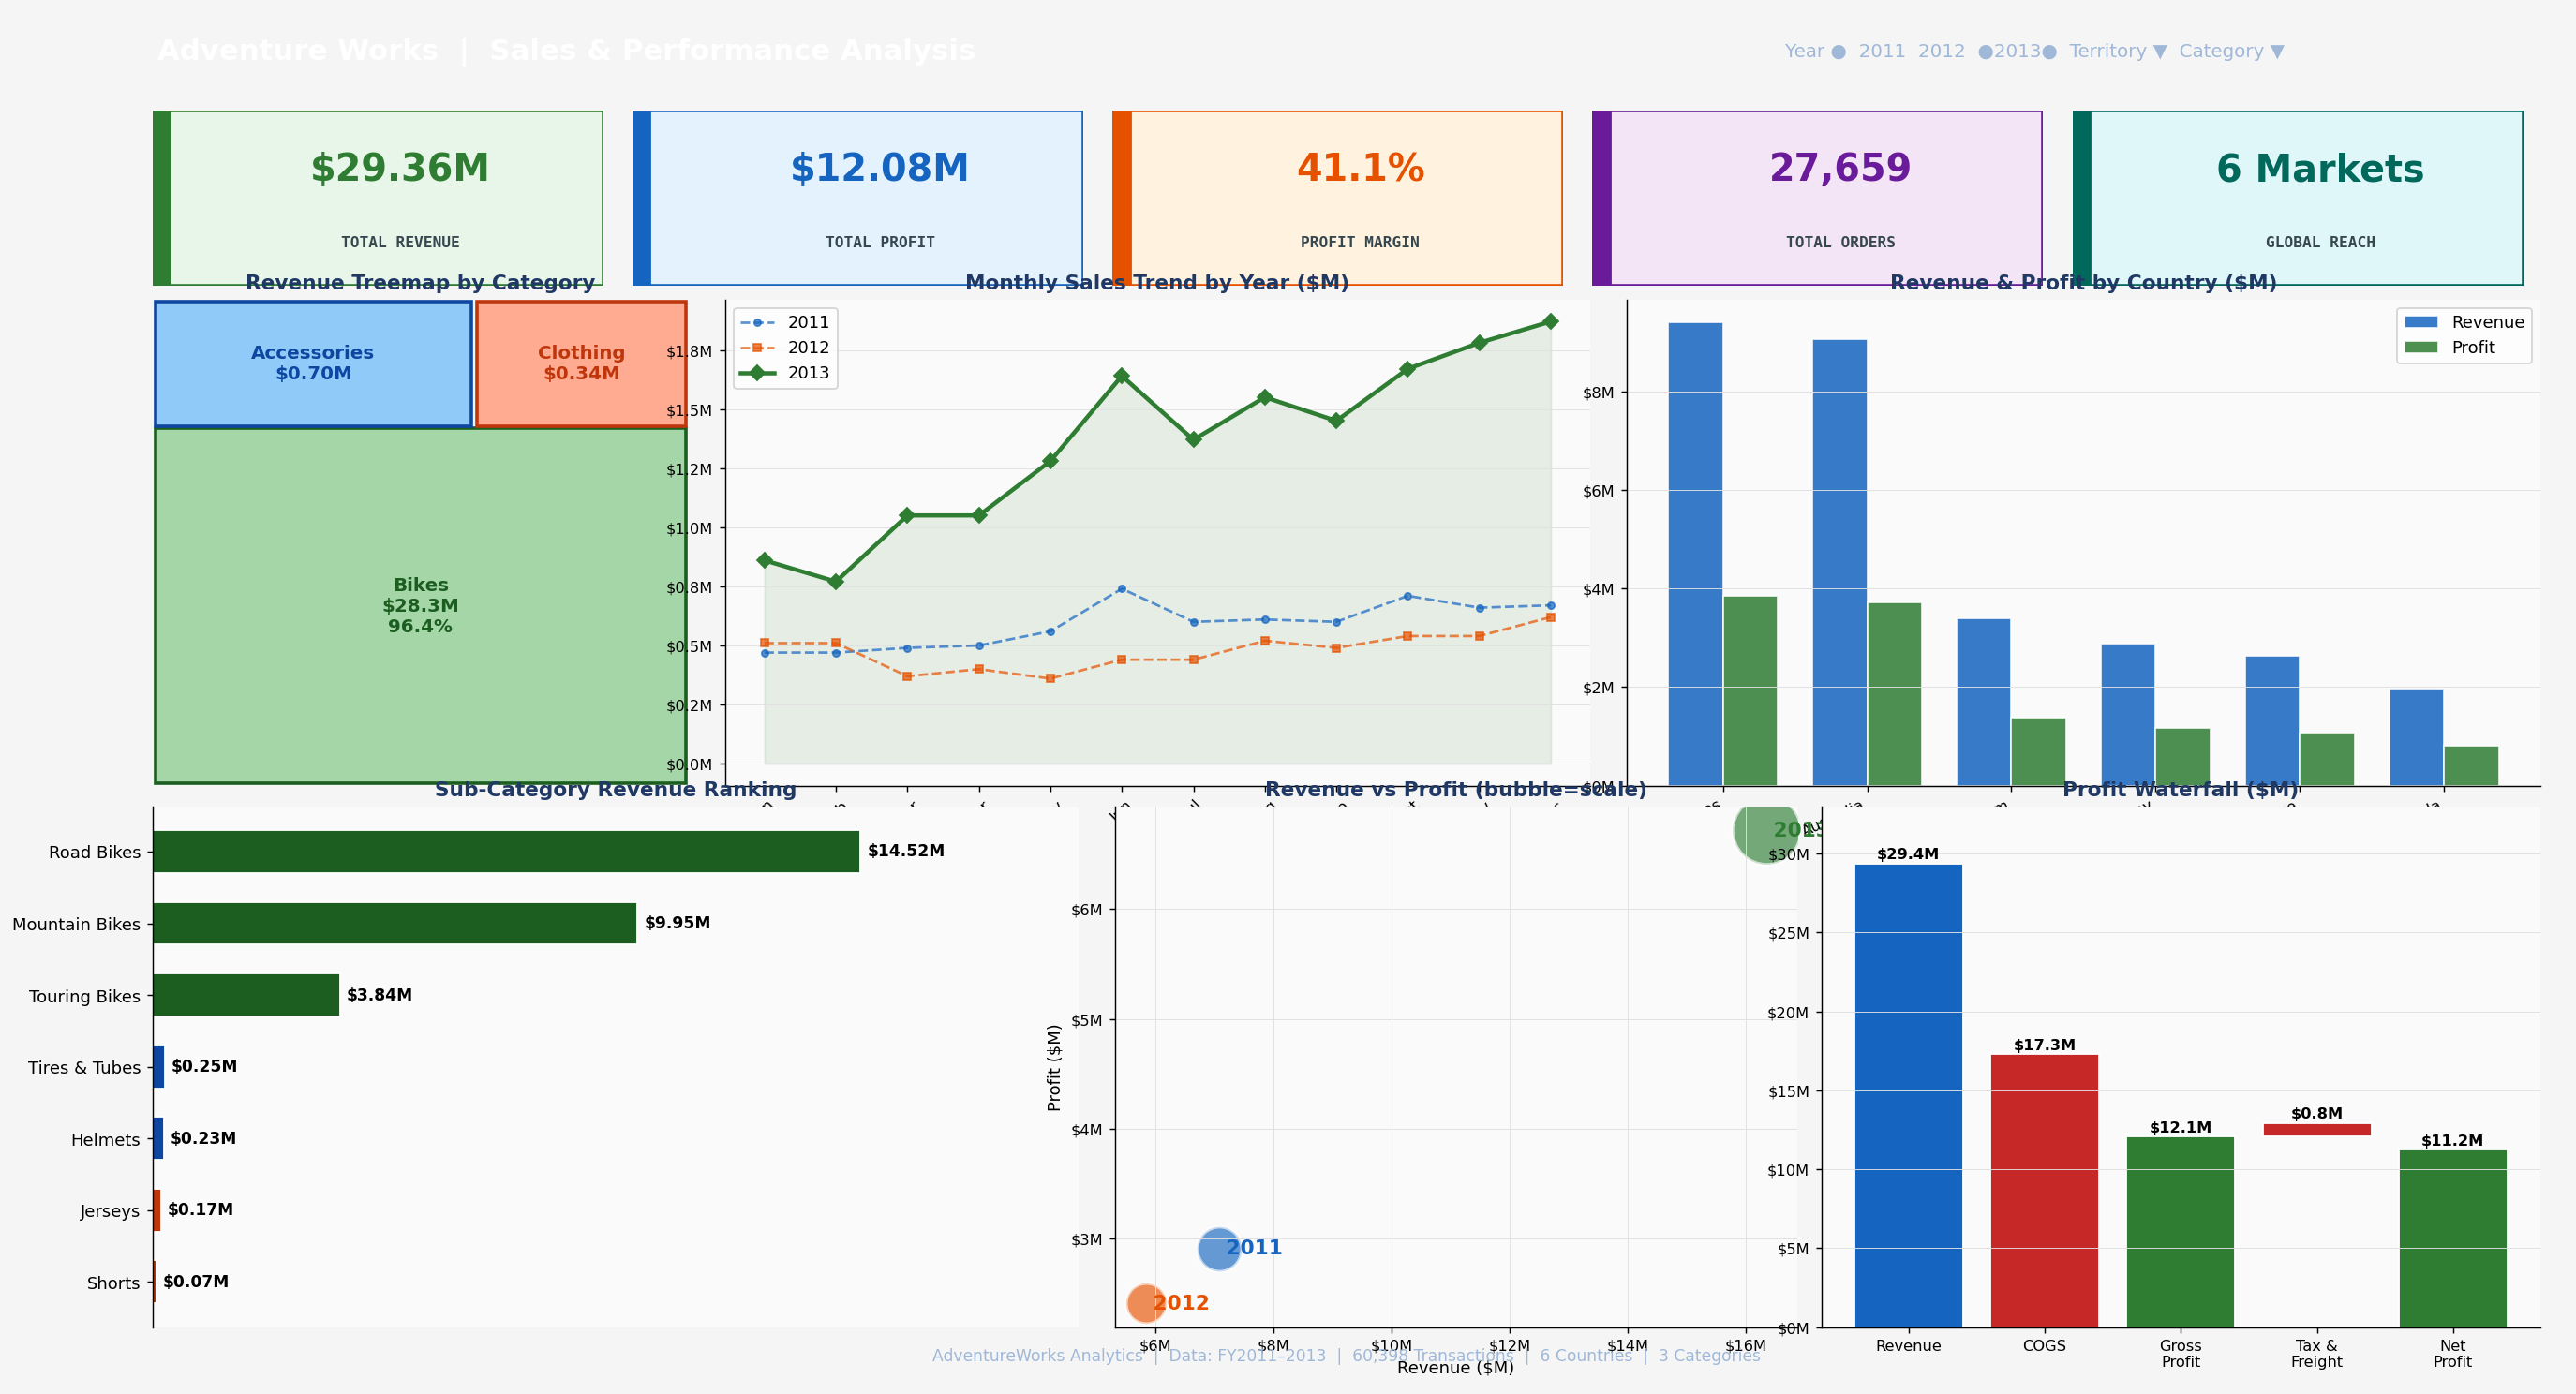 Adventure Works | Sales & Performance Analysis
Year ● 2011 2012 ●2013● Territory ▼ Category ▼
$29.36M
TOTAL REVENUE
$12.08M
TOTAL PROFIT
41.1%
PROFIT MARGIN
27,659
TOTAL ORDERS
6 Markets
GLOBAL REACH
Revenue Treemap by Category
Accessories
$0.70M
Clothing
$0.34M
Bikes
$28.3M
96.4%
Monthly Sales Trend by Year ($M)
2011
2012
2013
$1.8M
$1.5M
$1.2M
$1.0M
$0.8M
$0.5M
$0.2M
$0.0M
Revenue & Profit by Country ($M)
Revenue
Profit
$8M
$6M
$4M
$2M
$0M
Sub-Category Revenue Ranking
Road Bikes
$14.52M
Mountain Bikes
$9.95M
Touring Bikes
$3.84M
Tires & Tubes
$0.25M
Helmets
$0.23M
Jerseys
$0.17M
Shorts
$0.07M
Revenue vs Profit (bubble=scale)
Profit ($M)
$6M
$5M
$4M
$3M
2011
2012
$6M
$8M
$10M
$12M
$14M
$16M
Revenue ($M)
Profit Waterfall ($M)
$30M
$25M
$20M
$15M
$10M
$5M
$0M
$29.4M
$17.3M
$12.1M
$0.8M
$11.2M
Revenue
COGS
Gross
Profit
Tax &
Freight
Net
Profit
AdventureWorks Analytics | Data: FY2011–2013 | 60,398 Transactions | 6 Countries | 3 Categories